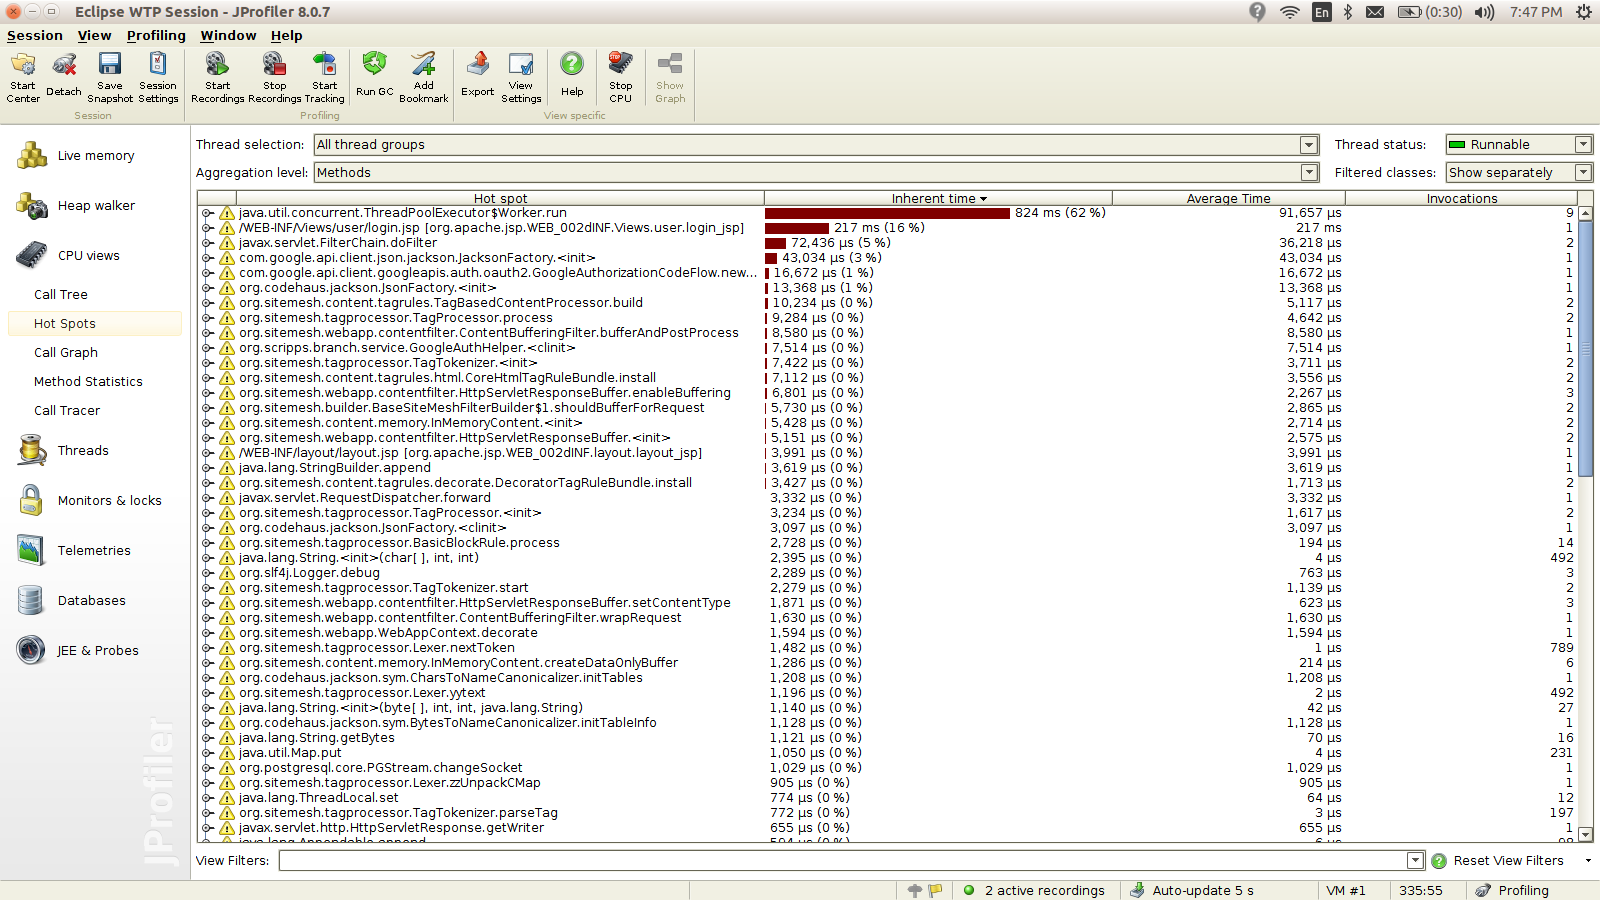 Eclipse WTP Session - JProfiler 8.0.7
En
(0:30)
7:47 PM
Session View Profiling Window Help
Start Center
Detach
Save Snapshot
Session Settings
Start Recordings
Stop Recordings
Start Tracking
Run GC
Add Bookmark
Export
View Settings
Help
Stop CPU
Show Graph
Session
Profiling
View specific
Live memory
Heap walker
CPU views
Call Tree
Hot Spots
Call Graph
Method Statistics
Call Tracer
Threads
Monitors & locks
Telemetries
Databases
JEE & Probes
JProfiler
Thread selection: All thread groups Thread status: Runnable
Aggregation level: Methods Filtered classes: Show separately
Hot spot Inherent time Average Time Invocations
java.util.concurrent.ThreadPoolExecutor$Worker.run 824 ms (62 %) 91,657 µs 9
/WEB-INF/Views/user/login.jsp [org.apache.jsp.WEB_002dINF.Views.user.login_jsp] 217 ms (16 %) 217 ms 1
javax.servlet.FilterChain.doFilter 72,436 µs (5 %) 36,218 µs 2
com.google.api.client.json.jackson.JacksonFactory.<init> 43,034 µs (3 %) 43,034 µs 1
com.google.api.client.googleapis.auth.oauth2.GoogleAuthorizationCodeFlow.new... 16,672 µs (1 %) 16,672 µs 1
org.codehaus.jackson.JsonFactory.<init> 13,368 µs (1 %) 13,368 µs 1
org.sitemesh.content.tagrules.TagBasedContentProcessor.build 10,234 µs (0 %) 5,117 µs 2
org.sitemesh.tagprocessor.TagProcessor.process 9,284 µs (0 %) 4,642 µs 2
org.sitemesh.webapp.contentfilter.ContentBufferingFilter.bufferAndPostProcess 8,580 µs (0 %) 8,580 µs 1
org.scripps.branch.service.GoogleAuthHelper.<clinit> 7,514 µs (0 %) 7,514 µs 1
org.sitemesh.tagprocessor.TagTokenizer.<init> 7,422 µs (0 %) 3,711 µs 2
org.sitemesh.content.tagrules.html.CoreHtmlTagRuleBundle.install 7,112 µs (0 %) 3,556 µs 2
org.sitemesh.webapp.contentfilter.HttpServletResponseBuffer.enableBuffering 6,801 µs (0 %) 2,267 µs 3
org.sitemesh.builder.BaseSiteMeshFilterBuilder$1.shouldBufferForRequest 5,730 µs (0 %) 2,865 µs 2
org.sitemesh.content.memory.InMemoryContent.<init> 5,428 µs (0 %) 2,714 µs 2
org.sitemesh.webapp.contentfilter.HttpServletResponseBuffer.<init> 5,151 µs (0 %) 2,575 µs 2
/WEB-INF/layout/layout.jsp [org.apache.jsp.WEB_002dINF.layout.layout_jsp] 3,991 µs (0 %) 3,991 µs 1
java.lang.StringBuilder.append 3,619 µs (0 %) 3,619 µs 1
org.sitemesh.content.tagrules.decorate.DecoratorTagRuleBundle.install 3,427 µs (0 %) 1,713 µs 2
javax.servlet.RequestDispatcher.forward 3,332 µs (0 %) 3,332 µs 1
org.sitemesh.tagprocessor.TagProcessor.<init> 3,234 µs (0 %) 1,617 µs 2
org.codehaus.jackson.JsonFactory.<clinit> 3,097 µs (0 %) 3,097 µs 1
org.sitemesh.tagprocessor.BasicBlockRule.process 2,728 µs (0 %) 194 µs 14
java.lang.String.<init>(char[ ], int, int) 2,395 µs (0 %) 4 µs 492
org.slf4j.Logger.debug 2,289 µs (0 %) 763 µs 3
org.sitemesh.tagprocessor.TagTokenizer.start 2,279 µs (0 %) 1,139 µs 2
org.sitemesh.webapp.contentfilter.HttpServletResponseBuffer.setContentType 1,871 µs (0 %) 623 µs 3
org.sitemesh.webapp.contentfilter.ContentBufferingFilter.wrapRequest 1,630 µs (0 %) 1,630 µs 1
org.sitemesh.webapp.WebAppContext.decorate 1,594 µs (0 %) 1,594 µs 1
org.sitemesh.tagprocessor.Lexer.nextToken 1,482 µs (0 %) 1 µs 789
org.sitemesh.content.memory.InMemoryContent.createDataOnlyBuffer 1,286 µs (0 %) 214 µs 6
org.codehaus.jackson.sym.CharsToNameCanonicalizer.initTables 1,208 µs (0 %) 1,208 µs 1
org.sitemesh.tagprocessor.Lexer.yytext 1,196 µs (0 %) 2 µs 492
java.lang.String.<init>(byte[ ], int, int, java.lang.String) 1,140 µs (0 %) 42 µs 27
org.codehaus.jackson.sym.BytesToNameCanonicalizer.initTableInfo 1,128 µs (0 %) 1,128 µs 1
java.lang.String.getBytes 1,121 µs (0 %) 70 µs 16
java.util.Map.put 1,050 µs (0 %) 4 µs 231
org.postgresql.core.PGStream.changeSocket 1,029 µs (0 %) 1,029 µs 1
org.sitemesh.tagprocessor.Lexer.zzUnpackCMap 905 µs (0 %) 905 µs 1
java.lang.ThreadLocal.set 774 µs (0 %) 64 µs 12
org.sitemesh.tagprocessor.TagTokenizer.parseTag 772 µs (0 %) 3 µs 197
javax.servlet.http.HttpServletResponse.getWriter 655 µs (0 %) 655 µs 1
java.lang.Appendable.append 594 µs (0 %) 6 µs 98
View Filters: Reset View Filters
2 active recordings Auto-update 5 s VM #1 335:55 Profiling